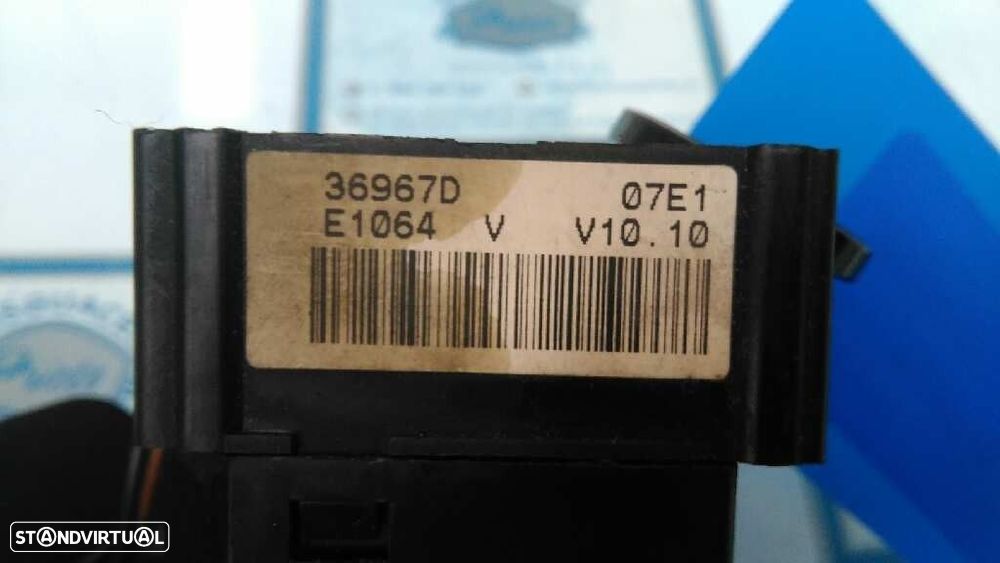 36967D 07E1
E1064 V V10.10
STANDVIRTUAL